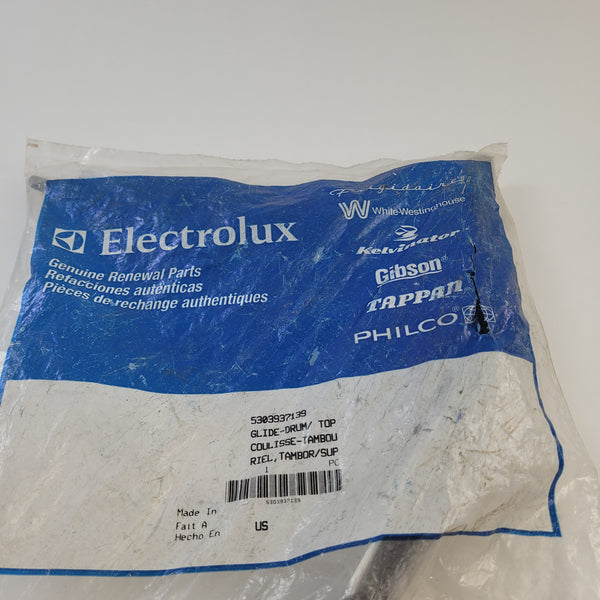 Electrolux
Genuine Renewal Parts
Refacciones auténticas
Pièces de rechange authentiques
Frigidaire
White-Westinghouse
Kelvinator
Gibson®
TAPPAN
PHILCO®
5303937139
GLIDE-DRUM/ TOP
COULISSE-TAMBOU
RIEL,TAMBOR/SUP
1 PC
5303937139
Made In
Fait A
Hecho En
US